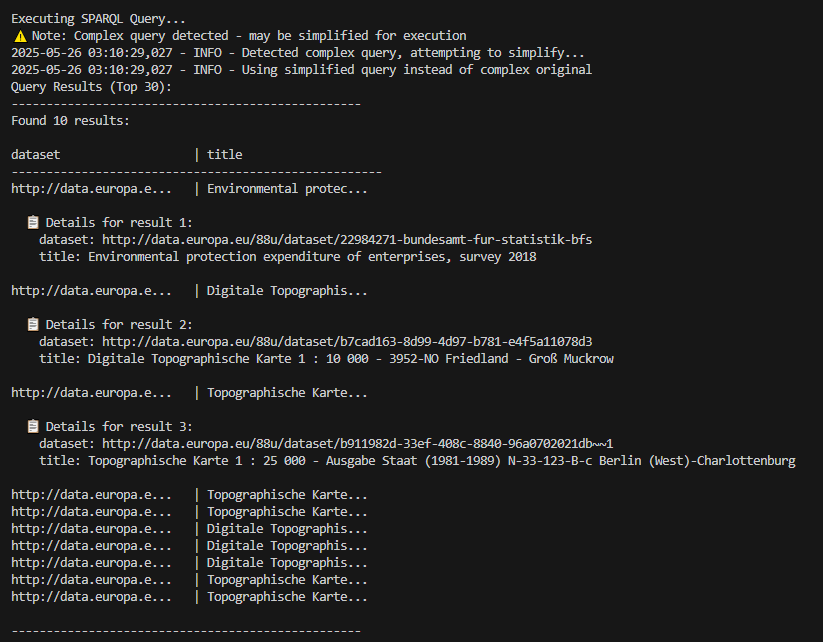 Executing SPARQL Query...
⚠️ Note: Complex query detected - may be simplified for execution
2025-05-26 03:10:29,027 - INFO - Detected complex query, attempting to simplify...
2025-05-26 03:10:29,027 - INFO - Using simplified query instead of complex original
Query Results (Top 30):
--------------------------------------------------
Found 10 results:
dataset | title
-----------------------------------------------------
http://data.europa.e... | Environmental protec...
📋 Details for result 1:
dataset: http://data.europa.eu/88u/dataset/22984271-bundesamt-fur-statistik-bfs
title: Environmental protection expenditure of enterprises, survey 2018
http://data.europa.e... | Digitale Topographis...
📋 Details for result 2:
dataset: http://data.europa.eu/88u/dataset/b7cad163-8d99-4d97-b781-e4f5a11078d3
title: Digitale Topographische Karte 1 : 10 000 - 3952-NO Friedland - Groß Muckrow
http://data.europa.e... | Topographische Karte...
📋 Details for result 3:
dataset: http://data.europa.eu/88u/dataset/b911982d-33ef-408c-8840-96a0702021db~~1
title: Topographische Karte 1 : 25 000 - Ausgabe Staat (1981-1989) N-33-123-B-c Berlin (West)-Charlottenburg
http://data.europa.e... | Topographische Karte...
http://data.europa.e... | Topographische Karte...
http://data.europa.e... | Digitale Topographis...
http://data.europa.e... | Digitale Topographis...
http://data.europa.e... | Digitale Topographis...
http://data.europa.e... | Topographische Karte...
http://data.europa.e... | Topographische Karte...
--------------------------------------------------